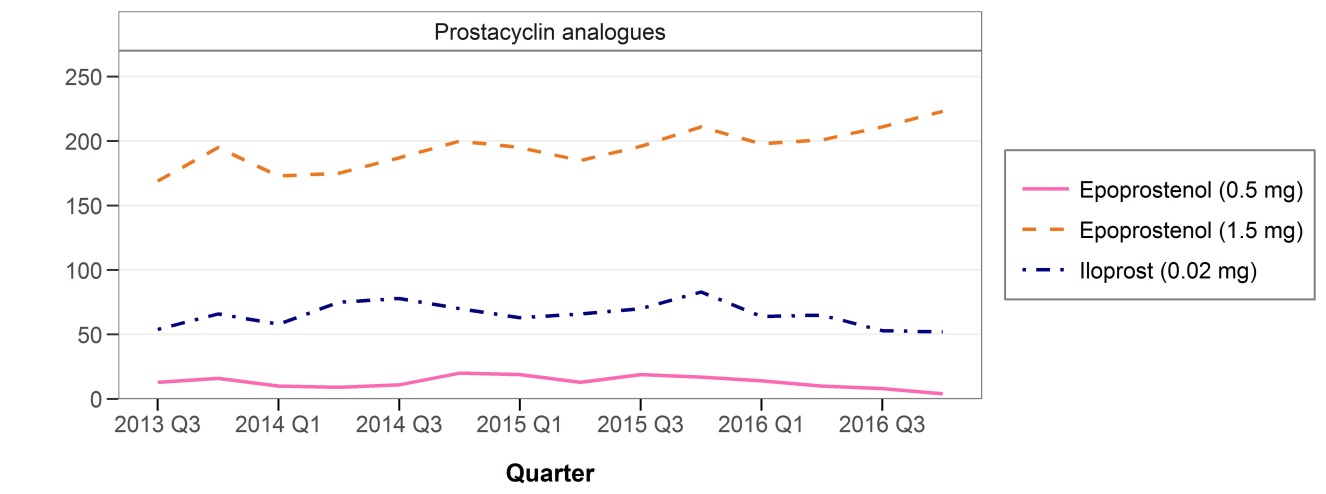 Prostacyclin analogues
250
200
150
100
50
0
2013 Q3 2014 Q1 2014 Q3 2015 Q1 2015 Q3 2016 Q1 2016 Q3
Quarter
Epoprostenol (0.5 mg)
Epoprostenol (1.5 mg)
Iloprost (0.02 mg)